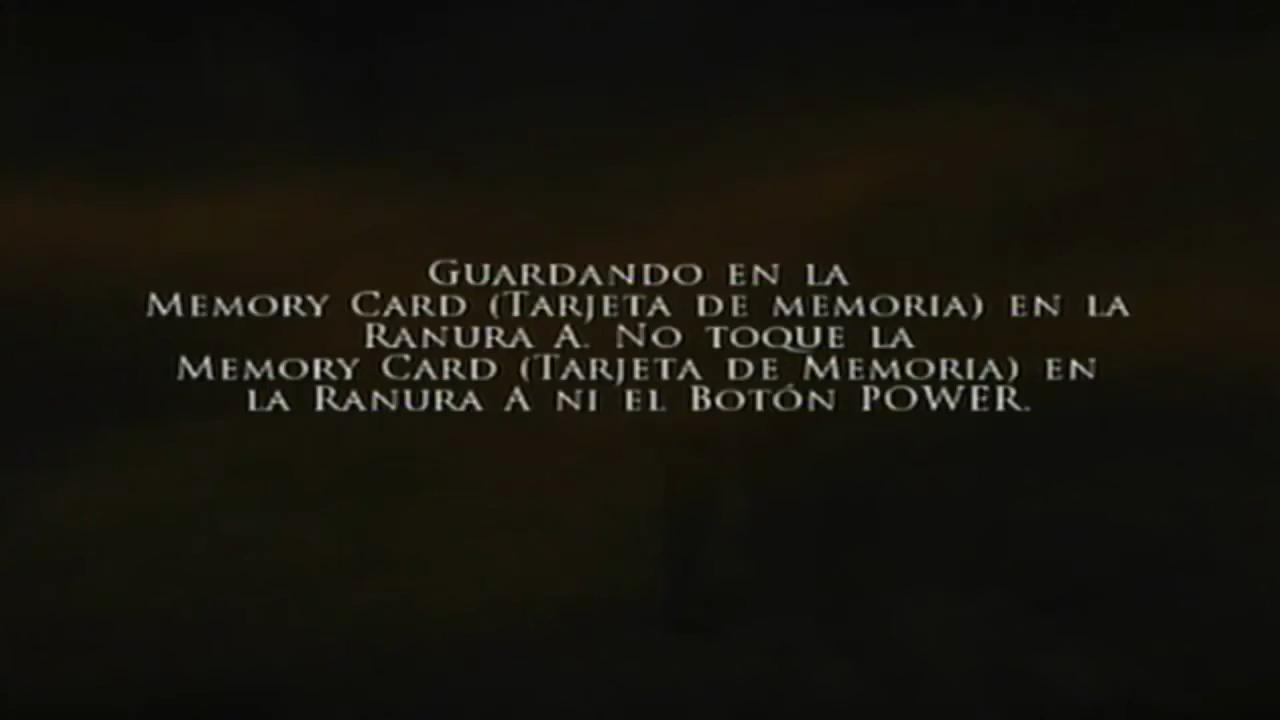 Guardando en la
Memory Card (Tarjeta de memoria) en la
Ranura A. No toque la
Memory Card (Tarjeta de Memoria) en
la Ranura A ni el Botón POWER.